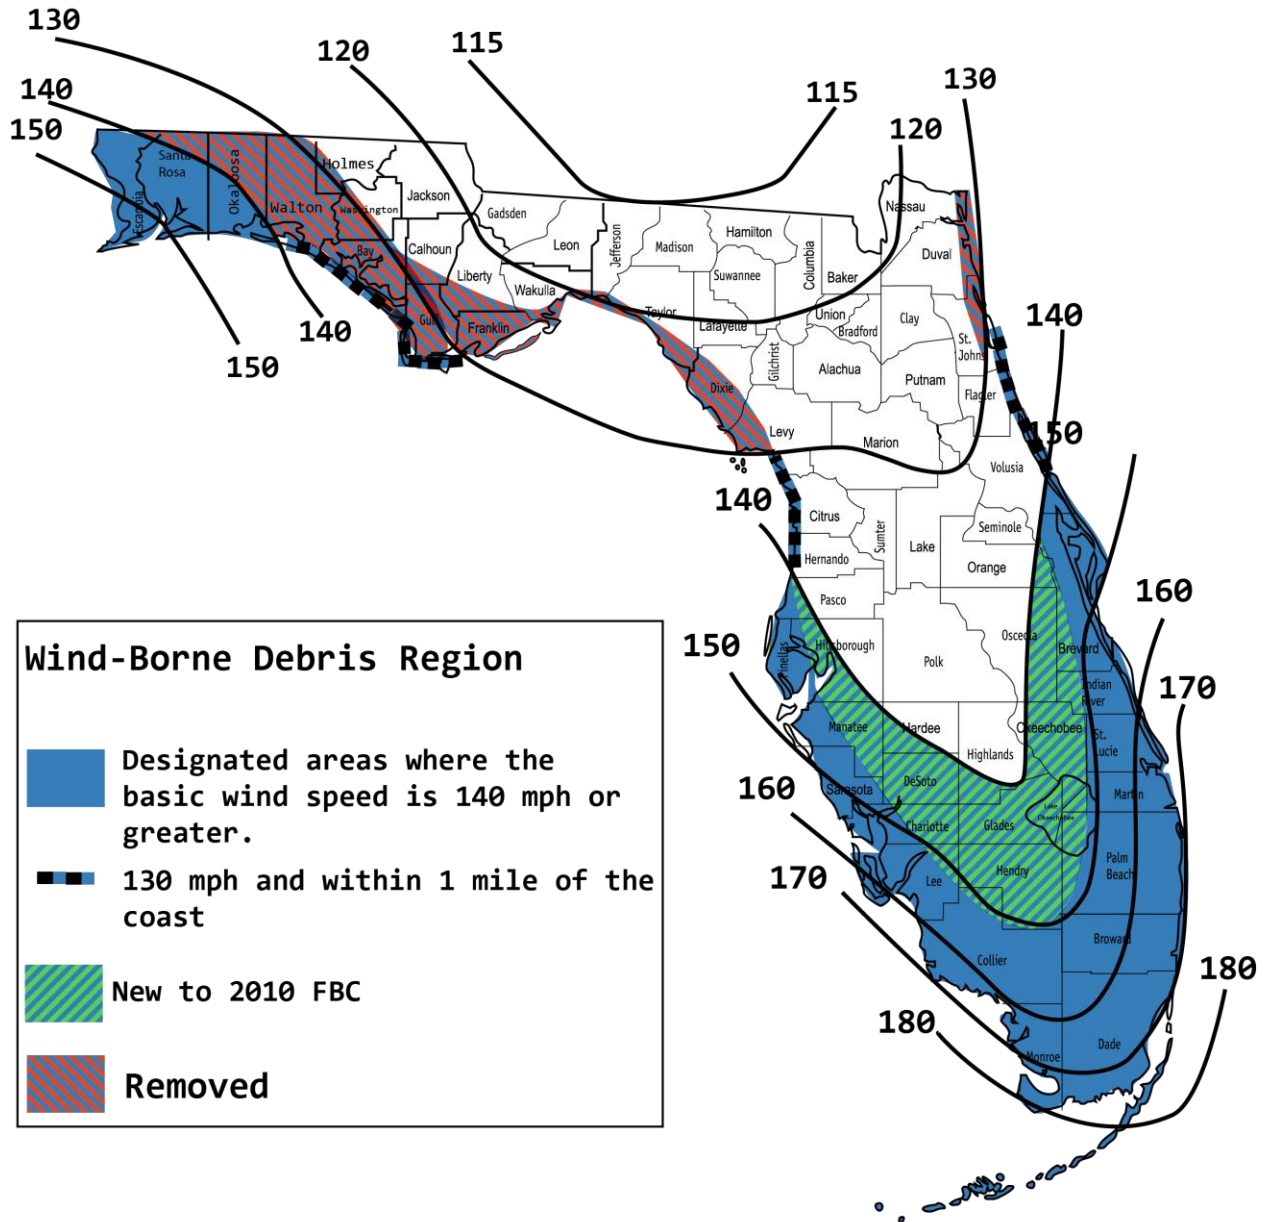 130
120
115
140
150
115
130
120
Holmes
Santa
Rosa
Okaloosa
Escambia
Walton
Washington
Jackson
Gadsden
Nassau
Bay
Calhoun
Liberty
Leon
Jefferson
Madison
Hamilton
Suwannee
Columbia
Baker
Duval
Wakulla
Gulf
Franklin
Taylor
Lafayette
Union
Bradford
Clay
St.
Johns
140
150
140
Dixie
Gilchrist
Alachua
Putnam
Flagler
150
Levy
Marion
Volusia
140
Citrus
Sumter
Lake
Seminole
Hernando
Orange
Pasco
160
150
Pinellas
Hillsborough
Polk
Osceola
Brevard
Indian
River
170
Manatee
Hardee
Highlands
Okeechobee
St.
Lucie
160
Sarasota
DeSoto
Martin
Charlotte
Glades
Lake
Okeechobee
170
Lee
Hendry
Palm
Beach
Collier
Broward
180
180
Monroe
Dade
Wind-Borne Debris Region
Designated areas where the
basic wind speed is 140 mph or
greater.
130 mph and within 1 mile of the
coast
New to 2010 FBC
Removed